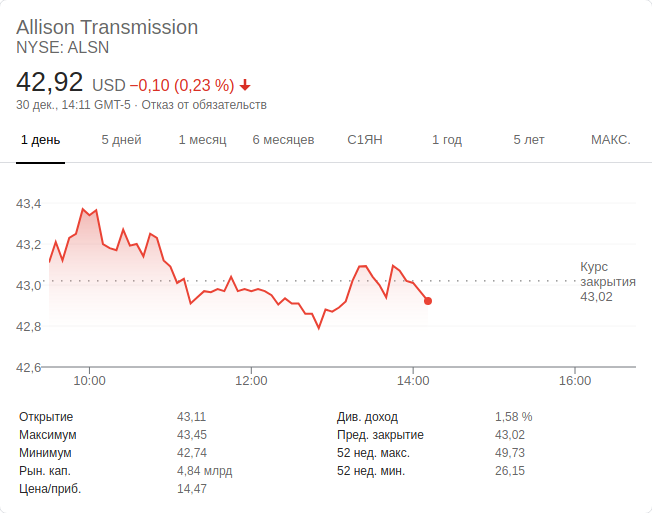 Allison Transmission
NYSE: ALSN
42,92 USD −0,10 (0,23 %)
30 дек., 14:11 GMT-5 · Отказ от обязательств
1 день 5 дней 1 месяц 6 месяцев С1ЯН 1 год 5 лет МАКС.
43,4
43,2
43,0
42,8
42,6
Курс
закрытия
43,02
10:00 12:00 14:00 16:00
Открытие 43,11
Максимум 43,45
Минимум 42,74
Рын. кап. 4,84 млрд
Цена/приб. 14,47
Див. доход 1,58 %
Пред. закрытие 43,02
52 нед. макс. 49,73
52 нед. мин. 26,15